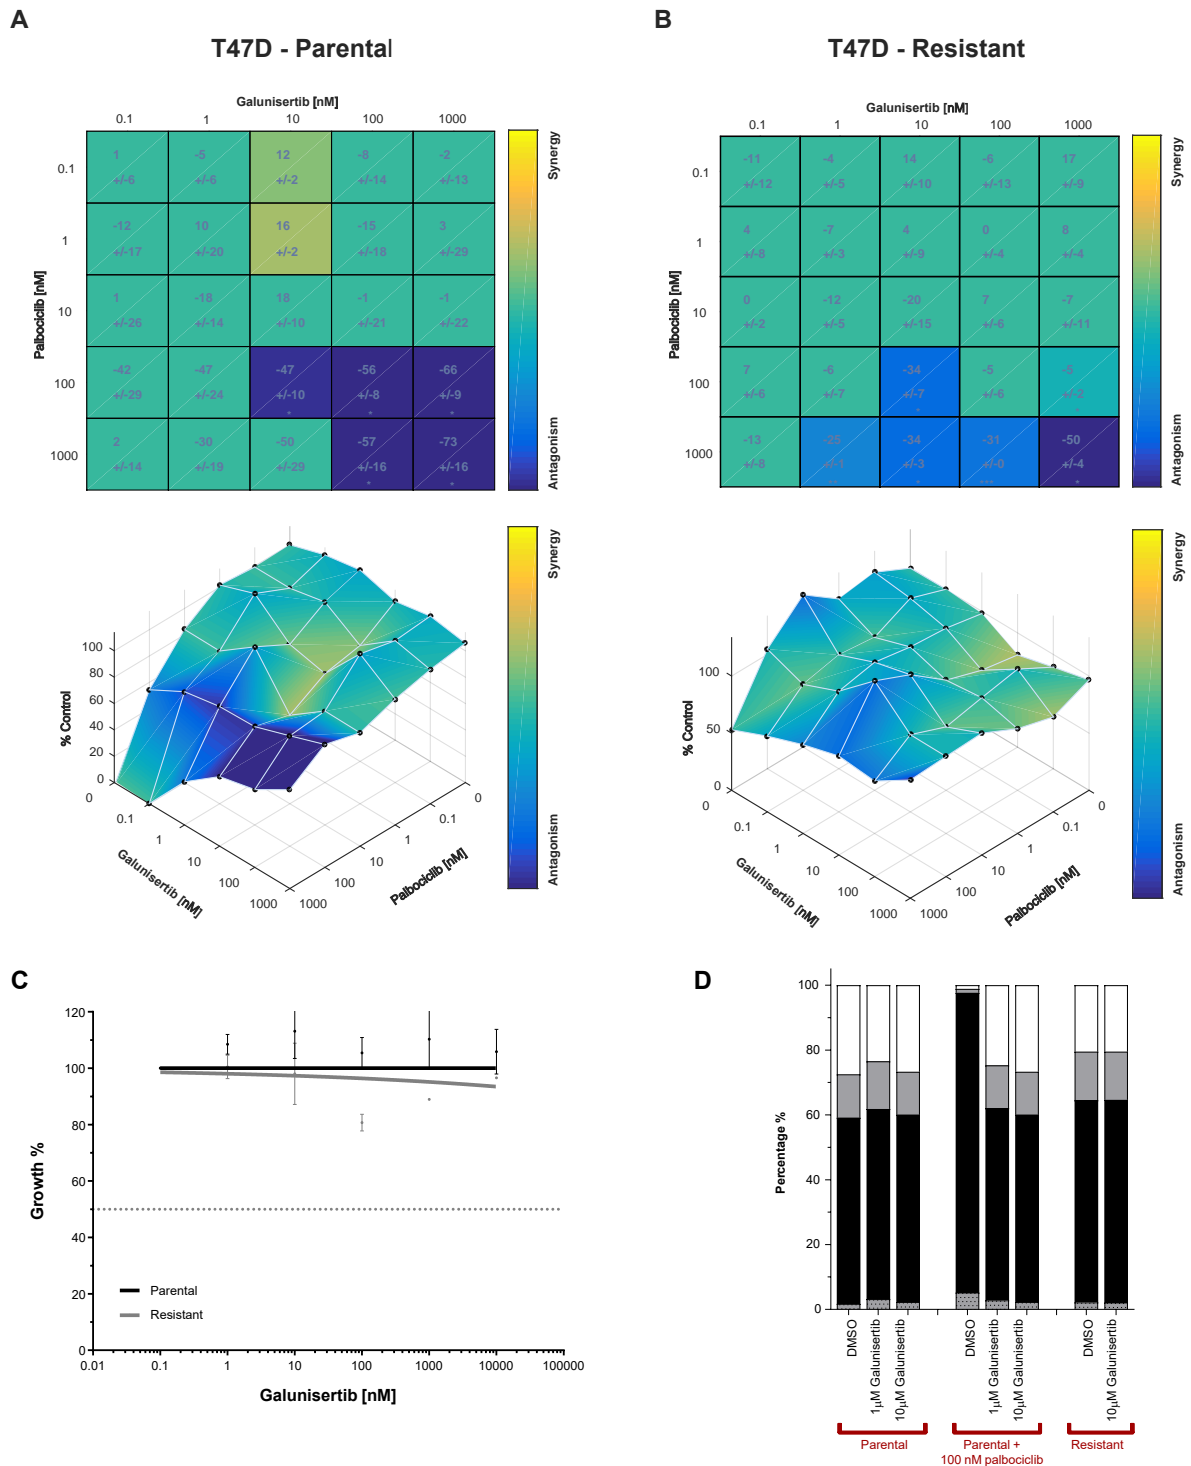 A
T47D - Parental
Galunisertib [nM]
0.1 1 10 100 1000
Palbociclib [nM]
0.1 1 -5 12 -8 -2
+/-6 +/-6 +/-2 +/-14 +/-13
1 -12 10 16 -15 3
+/-17 +/-20 +/-2 +/-18 +/-29
10 1 -18 18 -1 -1
+/-26 +/-14 +/-10 +/-21 +/-22
100 -42 -47 -47 -56 -66
+/-29 +/-24 +/-10 +/-8 +/-9
* * *
1000 2 -30 -50 -57 -73
+/-14 +/-19 +/-29 +/-16 +/-16
* *
Synergy
Antagonism
B
T47D - Resistant
Galunisertib [nM]
0.1 1 10 100 1000
Palbociclib [nM]
0.1 -11 -4 14 -6 17
+/-12 +/-5 +/-10 +/-13 +/-9
1 4 -7 4 0 8
+/-8 +/-3 +/-9 +/-4 +/-4
10 0 -12 -20 7 -7
+/-2 +/-5 +/-15 +/-6 +/-11
100 7 -6 -34 -5 -5
+/-6 +/-7 +/-7 +/-6 +/-2
* *
1000 -13 -25 -34 -31 -50
+/-8 +/-1 +/-3 +/-0 +/-4
** * *** *
Synergy
Antagonism
% Control
100
80
60
40
20
0
0 0.1 1 10 100 1000
Galunisertib [nM]
1000 100 10 1 0.1 0
Palbociclib [nM]
Synergy
Antagonism
% Control
100
50
0
0 0.1 1 10 100 1000
Galunisertib [nM]
1000 100 10 1 0.1 0
Palbociclib [nM]
Synergy
Antagonism
C
Growth %
120
100
80
60
40
20
0
Parental
Resistant
0.01 0.1 1 10 100 1000 10000 100000
Galunisertib [nM]
D
Percentage %
100
80
60
40
20
0
DMSO
1µM Galunisertib
10µM Galunisertib
DMSO
1µM Galunisertib
10µM Galunisertib
DMSO
10µM Galunisertib
Parental
Parental +
100 nM palbociclib
Resistant